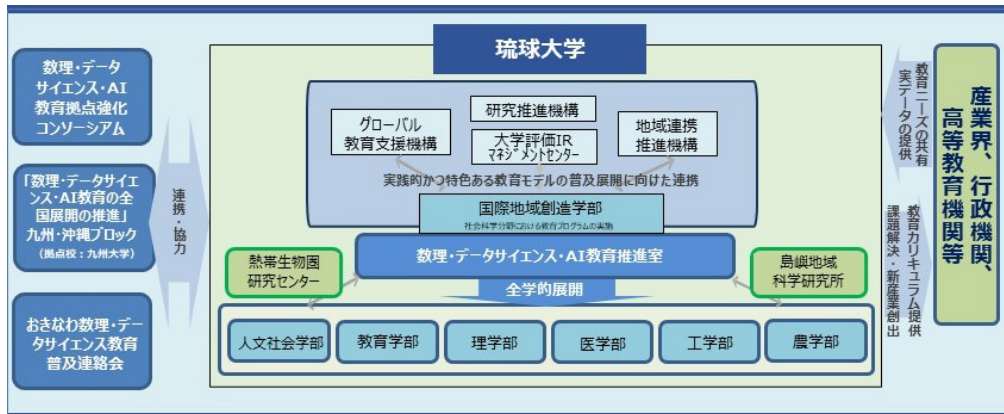 琉球大学
数理・データ
サイエンス・AI
教育拠点強化
コンソーシアム
「数理・データサイエ
ンス・AI教育の全
国展開の推進」
九州・沖縄ブロック
(拠点校:九州大学)
おきなわ数理・デー
タサイエンス教育
普及連絡会
連携・協力
グローバル
教育支援機構
研究推進機構
大学評価IR
マネジメントセンター
地域連携
推進機構
実践的かつ特色ある教育モデルの普及展開に向けた連携
国際地域創造学部
社会科学分野における教育プログラムの実施
数理・データサイエンス・AI教育推進室
熱帯生物圏
研究センター
島嶼地域
科学研究所
全学的展開
人文社会学部
教育学部
理学部
医学部
工学部
農学部
教育ニーズの共有
実データの提供
教育カリキュラム提供
課題解決・新産業創出
産業界、行政機関、
高等教育機関等